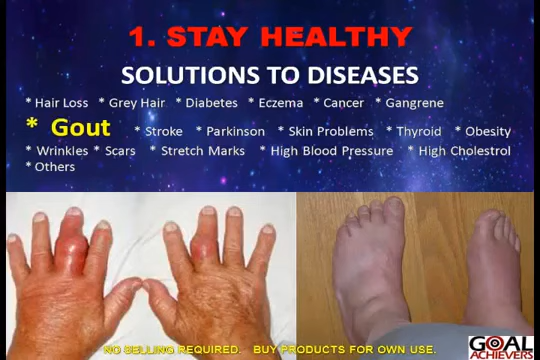 1. STAY HEALTHY
SOLUTIONS TO DISEASES
* Hair Loss * Grey Hair * Diabetes * Eczema * Cancer * Gangrene
* Gout * Stroke * Parkinson * Skin Problems * Thyroid * Obesity
* Wrinkles * Scars * Stretch Marks * High Blood Pressure * High Cholestrol
* Others
NO SELLING REQUIRED. BUY PRODUCTS FOR OWN USE.
GOAL
ACHIEVERS